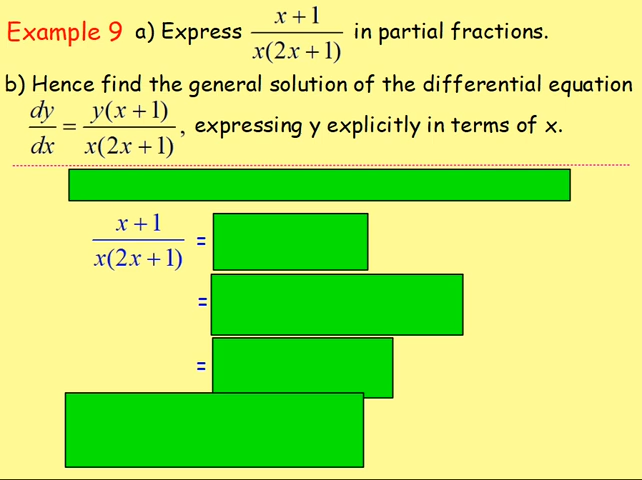 Example 9 a) Express (x + 1)/(x(2x + 1)) in partial fractions.
b) Hence find the general solution of the differential equation
dy/dx = y(x + 1)/(x(2x + 1)), expressing y explicitly in terms of x.
(x + 1)/(x(2x + 1)) =
=
=